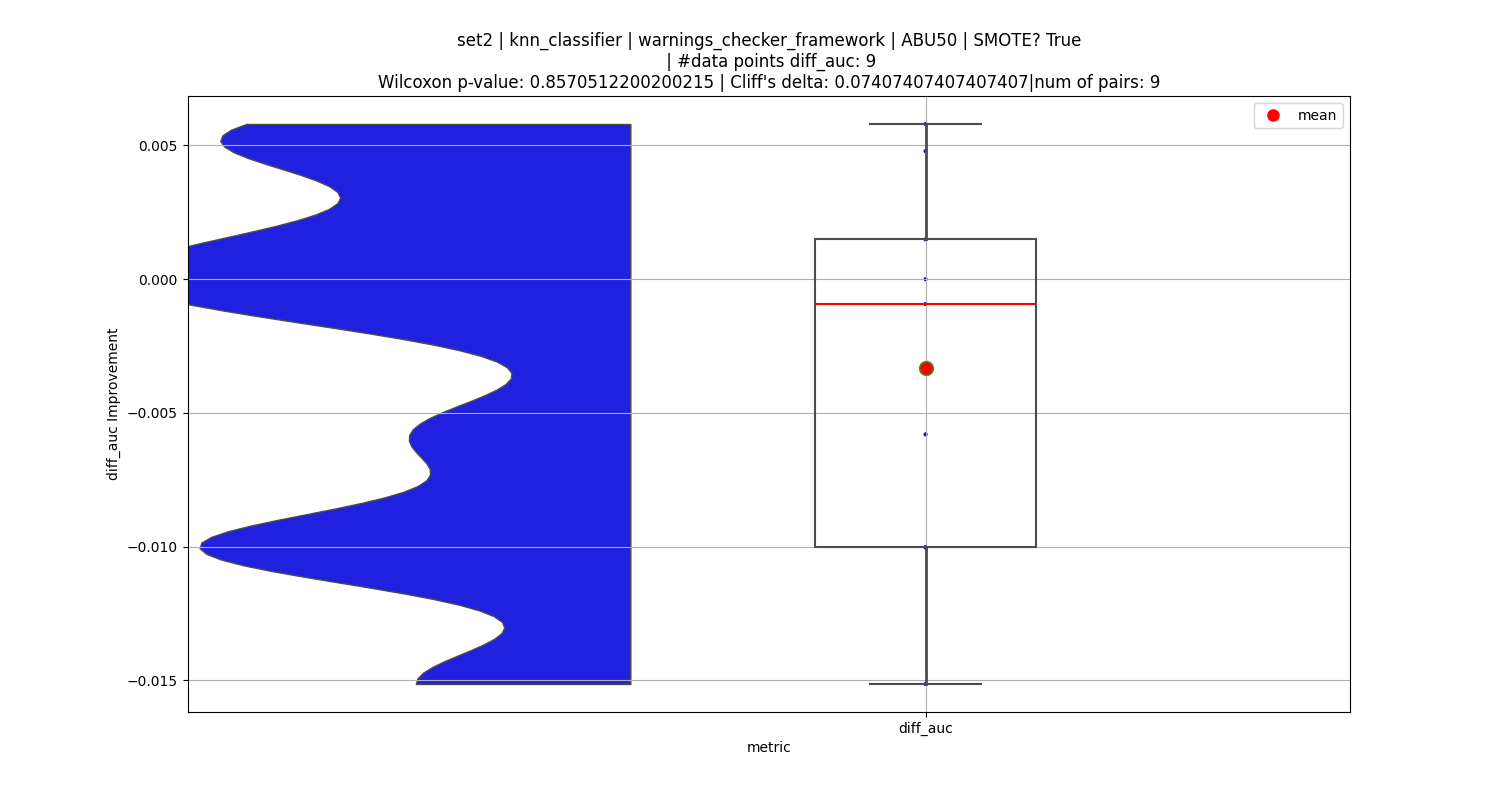 set2 | knn_classifier | warnings_checker_framework | ABU50 | SMOTE? True
| #data points diff_auc: 9
Wilcoxon p-value: 0.8570512200200215 | Cliff's delta: 0.07407407407407407|num of pairs: 9
mean
0.005
0.000
−0.005
−0.010
−0.015
diff_auc Improvement
diff_auc
metric